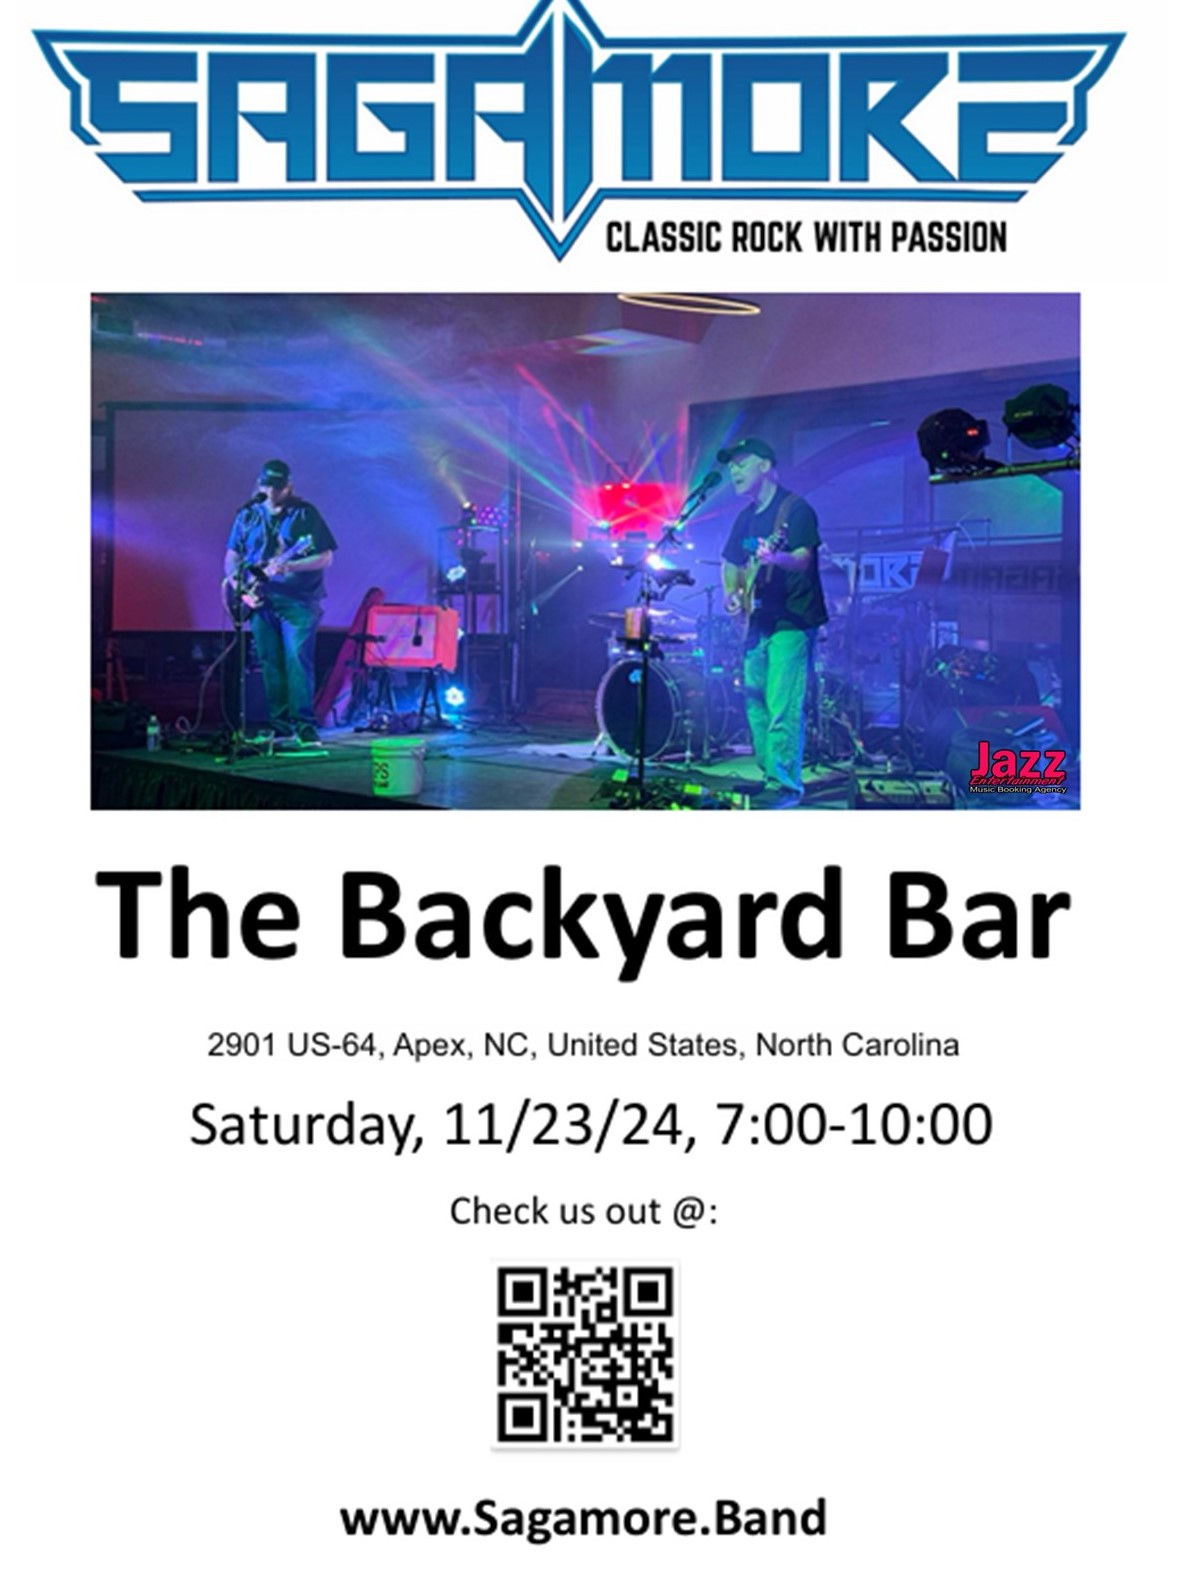 SAGAMORE
CLASSIC ROCK WITH PASSION
Jazz
Entertainment
Music Booking Agency
The Backyard Bar
2901 US-64, Apex, NC, United States, North Carolina
Saturday, 11/23/24, 7:00-10:00
Check us out @:
www.Sagamore.Band